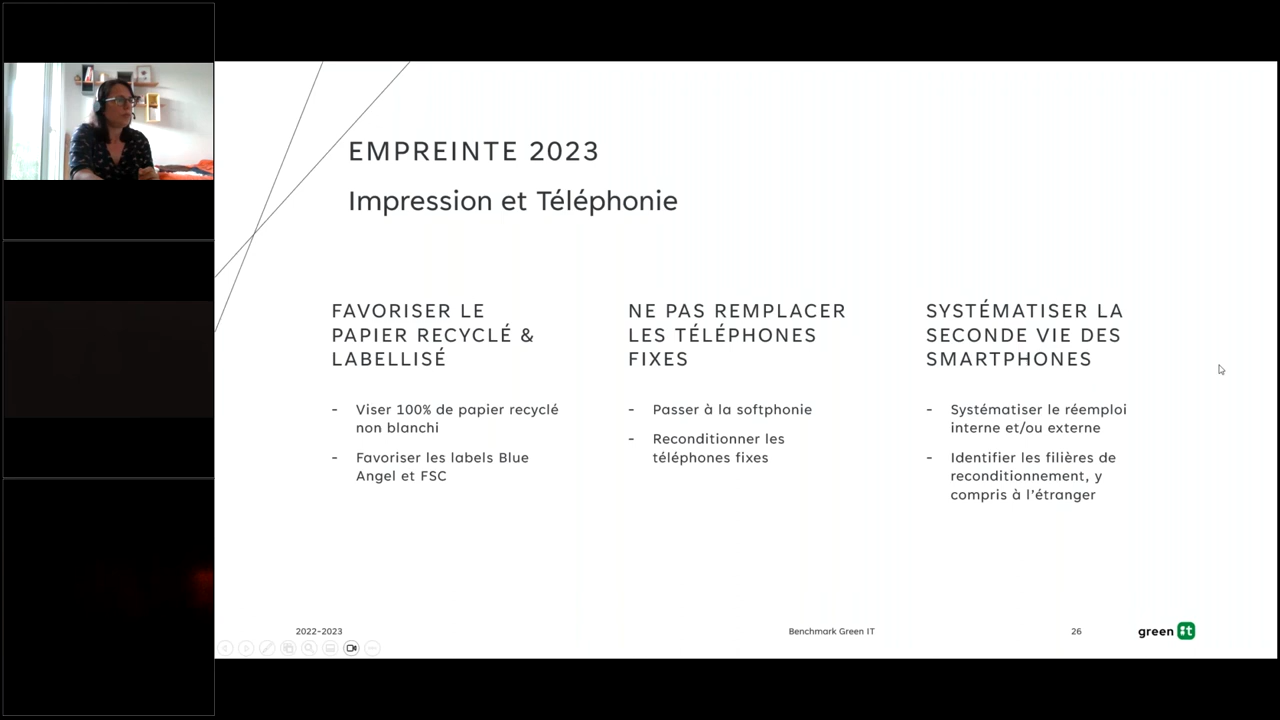 EMPREINTE 2023
Impression et Téléphonie
FAVORISER LE
PAPIER RECYCLÉ &
LABELLISÉ
- Viser 100% de papier recyclé
non blanchi
- Favoriser les labels Blue
Angel et FSC
NE PAS REMPLACER
LES TÉLÉPHONES
FIXES
- Passer à la softphonie
- Reconditionner les
téléphones fixes
SYSTÉMATISER LA
SECONDE VIE DES
SMARTPHONES
- Systématiser le réemploi
interne et/ou externe
- Identifier les filières de
reconditionnement, y
compris à l'étranger
2022-2023
Benchmark Green IT
26
green it